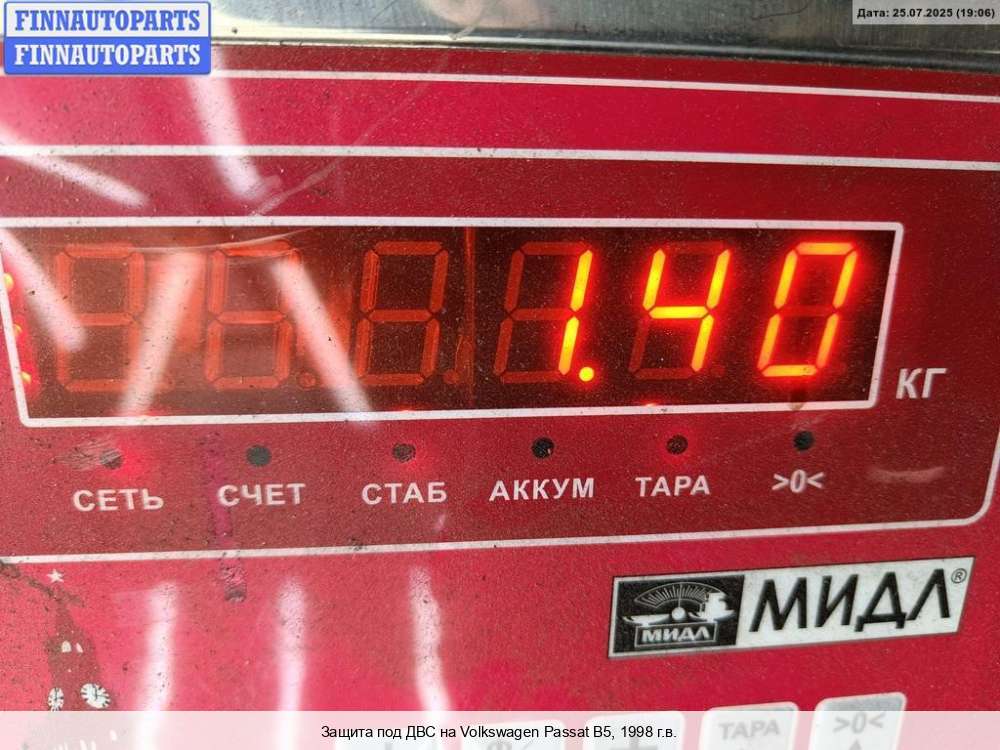 FINNAUTOPARTS
FINNAUTOPARTS
Дата: 25.07.2025 (19:06)
1.40
КГ
СЕТЬ СЧЕТ СТАБ АККУМ ТАРА >0<
МИДЛ МИДЛ®
ТАРА >0<
Защита под ДВС на Volkswagen Passat B5, 1998 г.в.